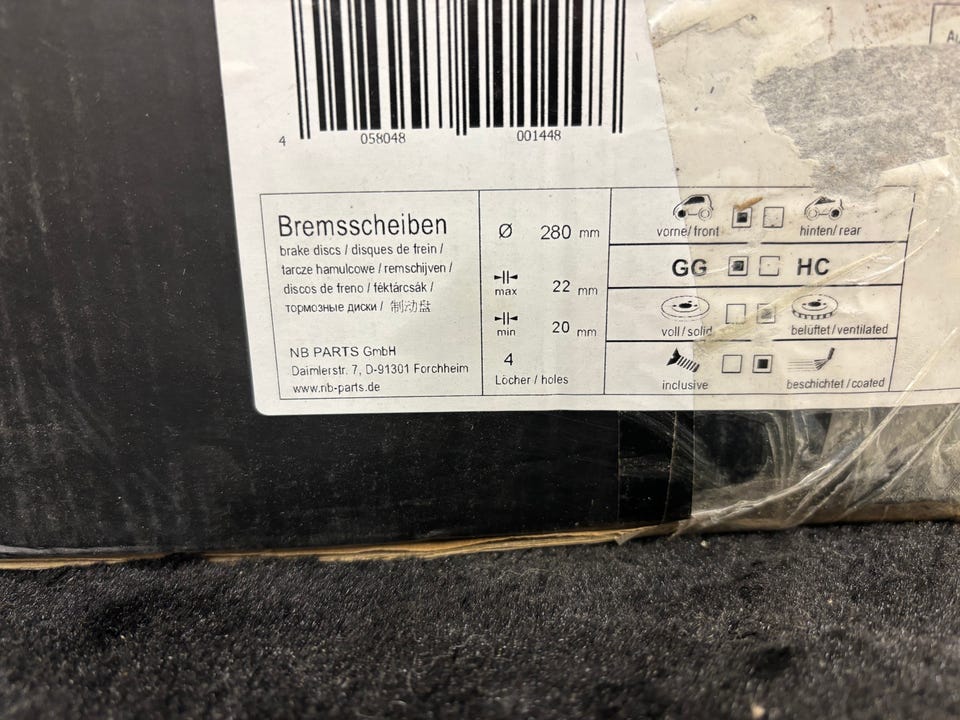 4 058048 001448
Bremsscheiben
brake discs / disques de frein /
tarcze hamulcowe / remschijven /
discos de freno / féktárcsák /
тормозные диски / 制动盘
NB PARTS GmbH
Daimlerstr. 7, D-91301 Forchheim
www.nb-parts.de
Ø 280 mm
max 22 mm
min 20 mm
4
Löcher / holes
vorne/ front hinten/ rear
GG HC
voll / solid belüftet / ventilated
inclusive beschichtet / coated